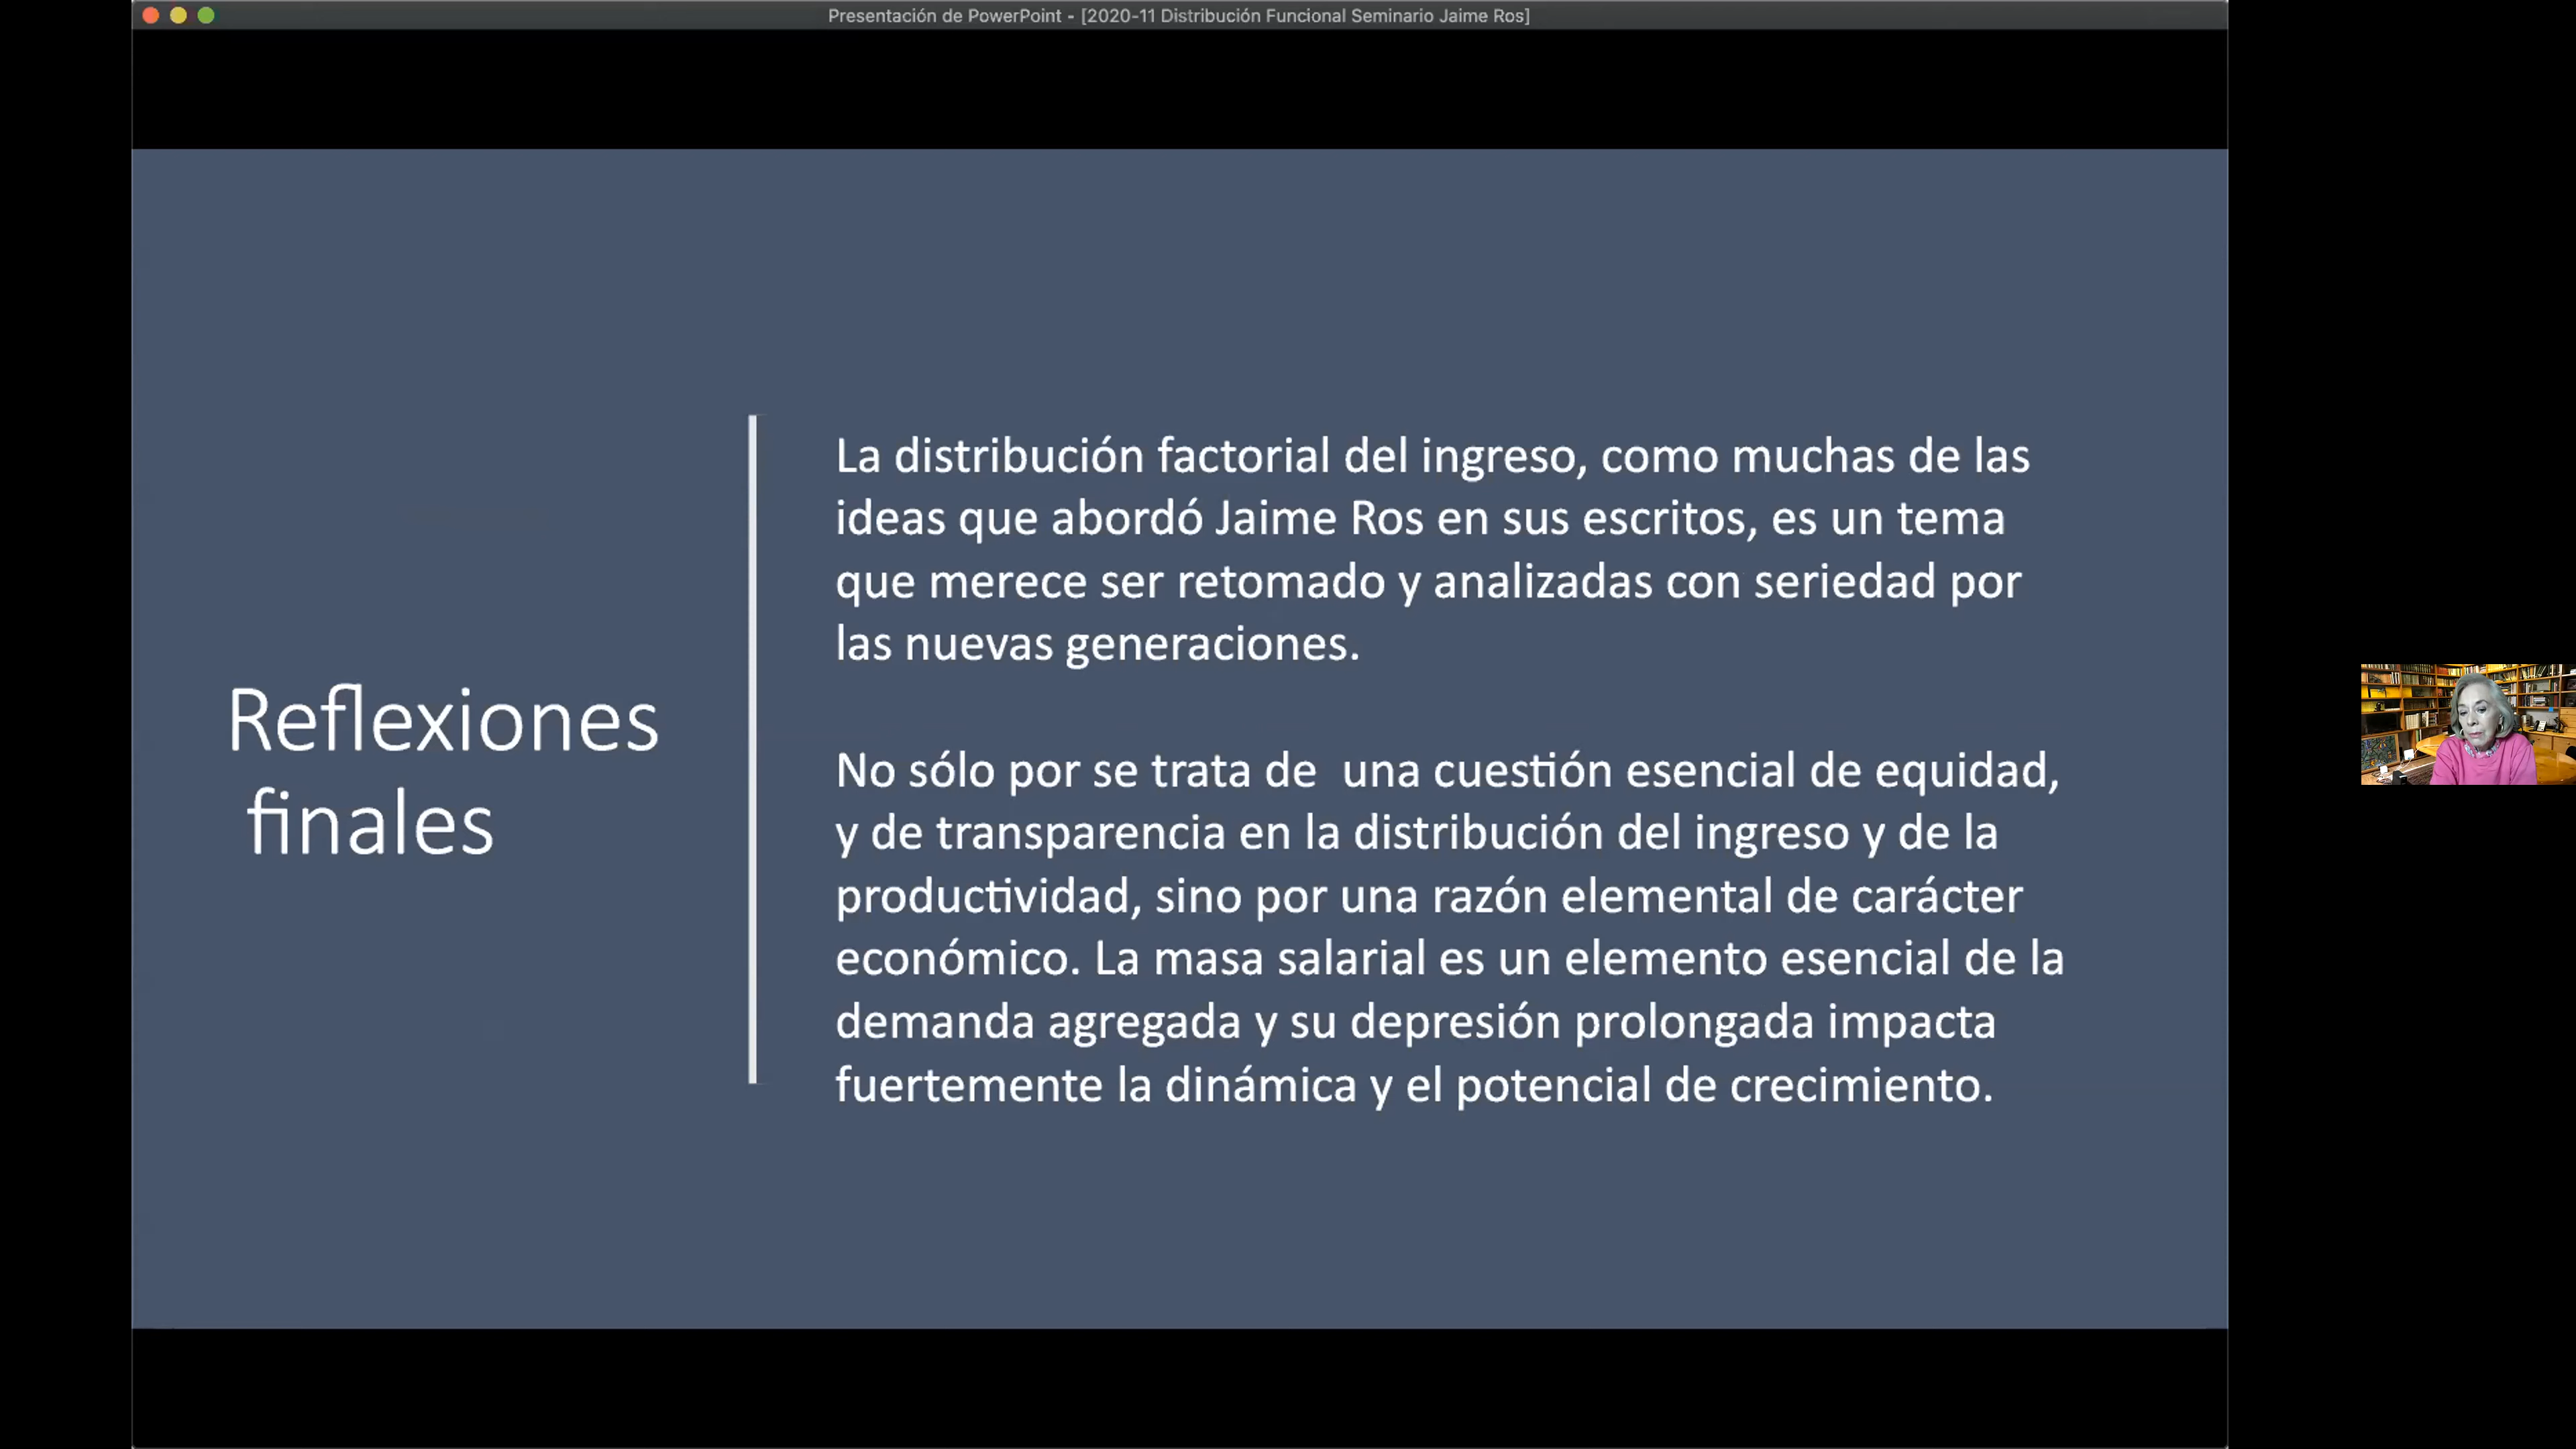 Presentación de PowerPoint - [2020-11 Distribución Funcional Seminario Jaime Ros]
Reflexiones
finales
La distribución factorial del ingreso, como muchas de las
ideas que abordó Jaime Ros en sus escritos, es un tema
que merece ser retomado y analizadas con seriedad por
las nuevas generaciones.
No sólo por se trata de  una cuestión esencial de equidad,
y de transparencia en la distribución del ingreso y de la
productividad, sino por una razón elemental de carácter
económico. La masa salarial es un elemento esencial de la
demanda agregada y su depresión prolongada impacta
fuertemente la dinámica y el potencial de crecimiento.